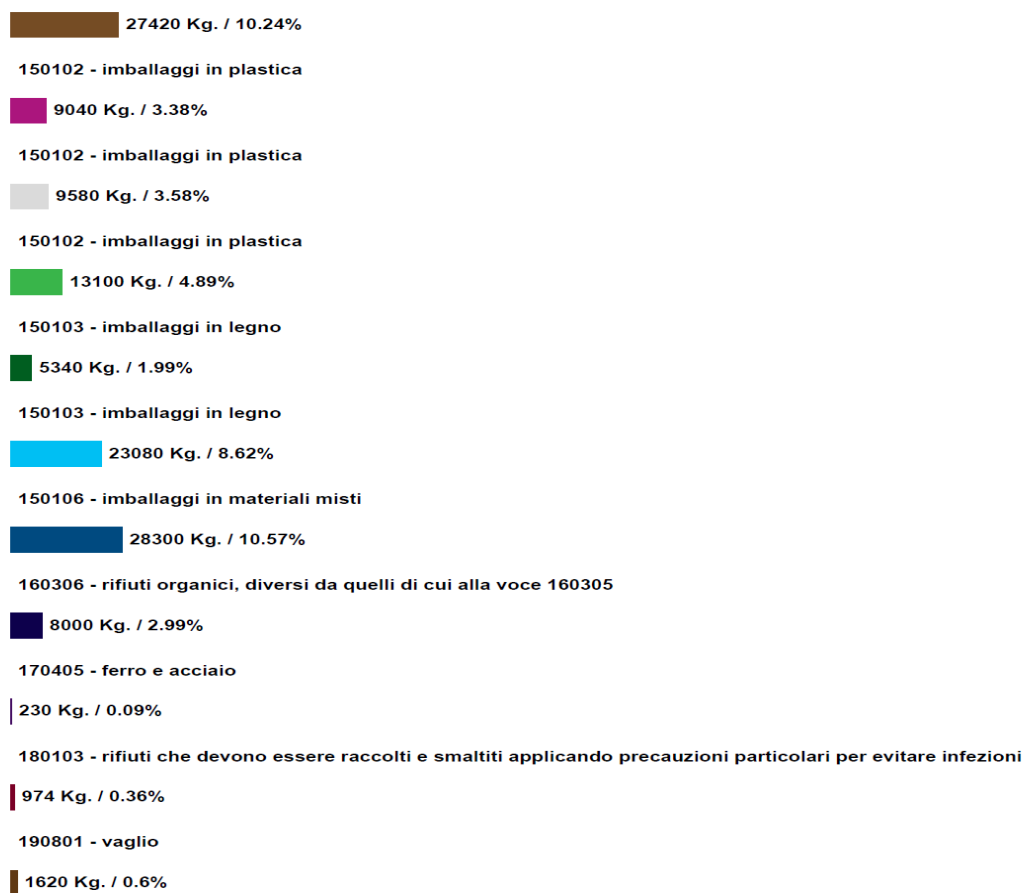 27420 Kg. / 10.24%
150102 - imballaggi in plastica
9040 Kg. / 3.38%
150102 - imballaggi in plastica
9580 Kg. / 3.58%
150102 - imballaggi in plastica
13100 Kg. / 4.89%
150103 - imballaggi in legno
5340 Kg. / 1.99%
150103 - imballaggi in legno
23080 Kg. / 8.62%
150106 - imballaggi in materiali misti
28300 Kg. / 10.57%
160306 - rifiuti organici, diversi da quelli di cui alla voce 160305
8000 Kg. / 2.99%
170405 - ferro e acciaio
230 Kg. / 0.09%
180103 - rifiuti che devono essere raccolti e smaltiti applicando precauzioni particolari per evitare infezioni
974 Kg. / 0.36%
190801 - vaglio
1620 Kg. / 0.6%